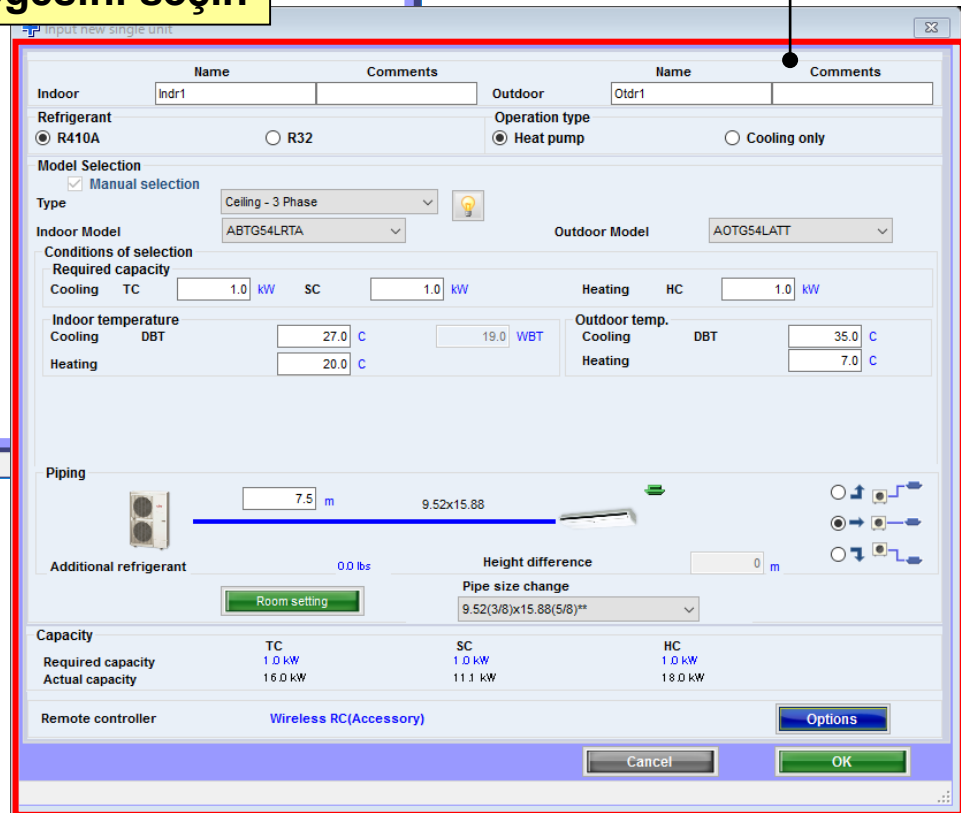 seçin
Input new single unit
Name Comments Name Comments
Indoor Indr1 Outdoor Otdr1
Refrigerant Operation type
R410A R32 Heat pump Cooling only
Model Selection
Manual selection
Type Ceiling - 3 Phase
Indoor Model ABTG54LRTA Outdoor Model AOTG54LATT
Conditions of selection
Required capacity
Cooling TC 1.0 kW SC 1.0 kW Heating HC 1.0 kW
Indoor temperature Outdoor temp.
Cooling DBT 27.0 C 19.0 WBT Cooling DBT 35.0 C
Heating 20.0 C Heating 7.0 C
Piping
7.5 m 9.52x15.88
Additional refrigerant 0.0 lbs Height difference 0 m
Room setting Pipe size change
9.52(3/8)x15.88(5/8)**
Capacity
TC SC HC
Required capacity 1.0 kW 1.0 kW 1.0 kW
Actual capacity 16.0 kW 11.1 kW 18.0 kW
Remote controller Wireless RC(Accessory) Options
Cancel OK